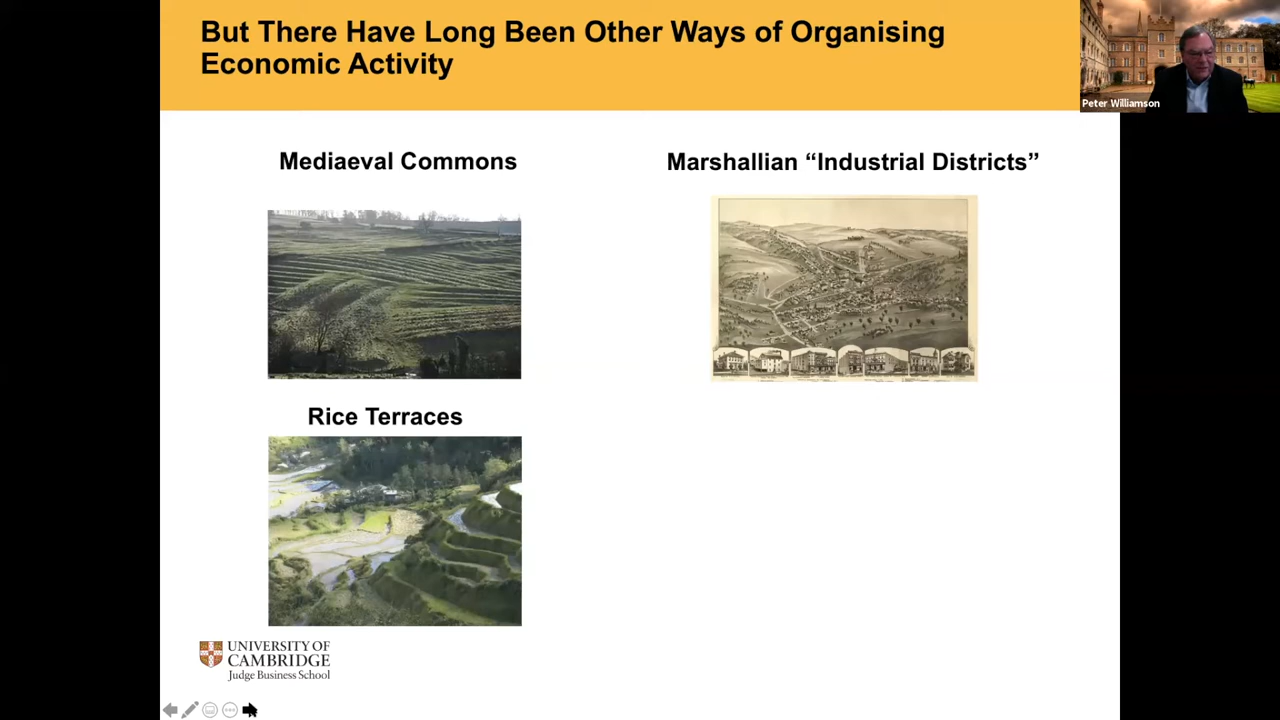 But There Have Long Been Other Ways of Organising
Economic Activity
Peter Williamson
Mediaeval Commons
Marshallian “Industrial Districts”
Rice Terraces
UNIVERSITY OF
CAMBRIDGE
Judge Business School